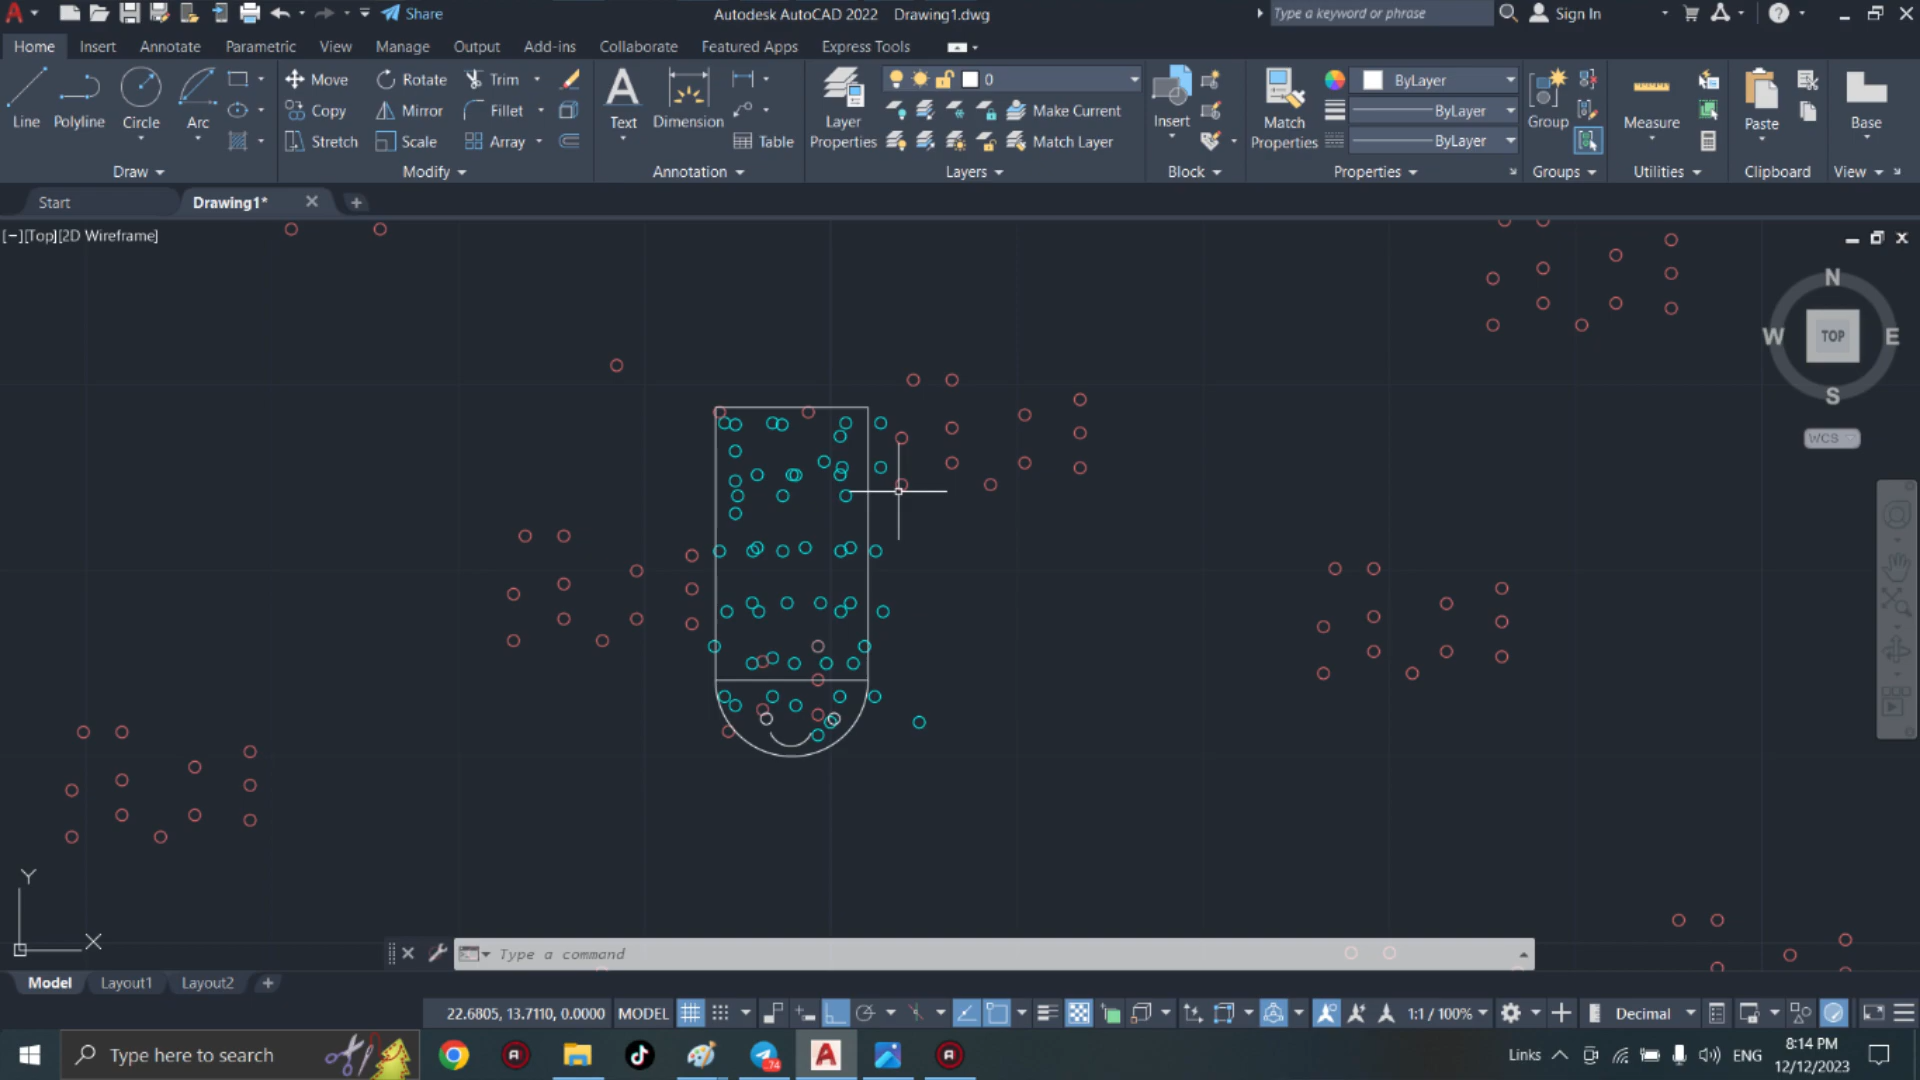 Share
Autodesk AutoCAD 2022 Drawing1.dwg
Type a keyword or phrase
Sign In
Home Insert Annotate Parametric View Manage Output Add-ins Collaborate Featured Apps Express Tools
Line Polyline Circle Arc
Move Rotate Trim
Copy Mirror Fillet
Stretch Scale Array
Text Dimension Table
Layer Properties
0
Make Current
Match Layer
Insert
Match Properties
ByLayer
ByLayer
ByLayer
Group
Measure
Paste
Base
Draw Modify Annotation Layers Block Properties Groups Utilities Clipboard View
Start Drawing1*
[−][Top][2D Wireframe]
N
W TOP E
S
WCS
Y
X
Type a command
Model Layout1 Layout2
22.6805, 13.7110, 0.0000 MODEL 1:1 / 100% Decimal
Type here to search
74
Links ENG
8:14 PM
12/12/2023